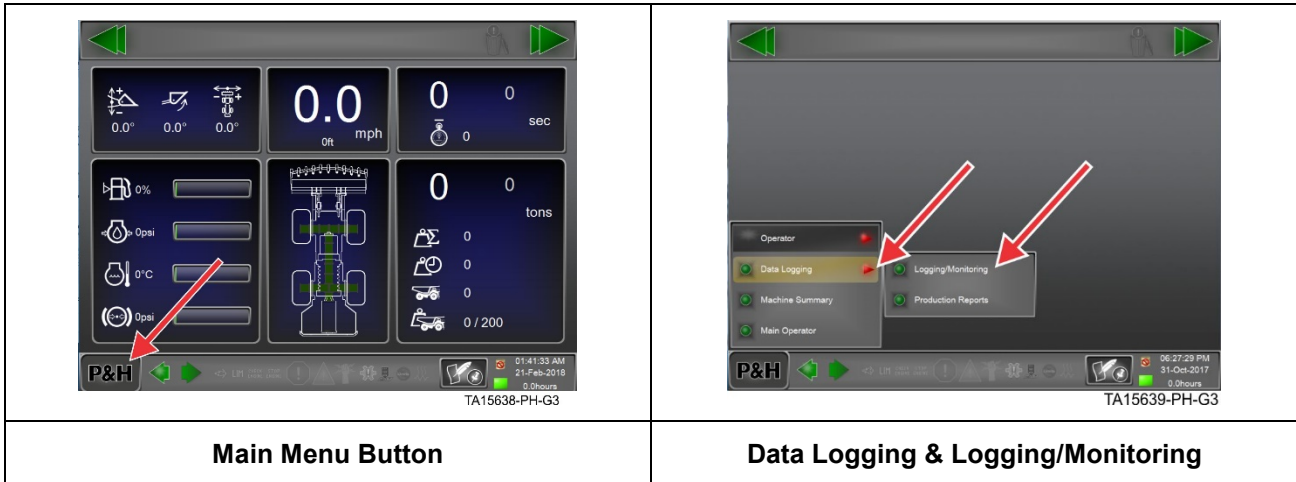 0.0° 0.0° 0.0°
0.0
mph
0ft
0 0
sec
0
0%
0psi
0°C
0psi
0 0
tons
0
0
0
0 / 200
P&H
LIM
01:41:33 AM
21-Feb-2018
0.0hours
TA15638-PH-G3
Main Menu Button
Operator
Data Logging
Logging/Monitoring
Machine Summary
Production Reports
Main Operator
P&H
LIM
06:27:29 PM
31-Oct-2017
0.0hours
TA15639-PH-G3
Data Logging & Logging/Monitoring